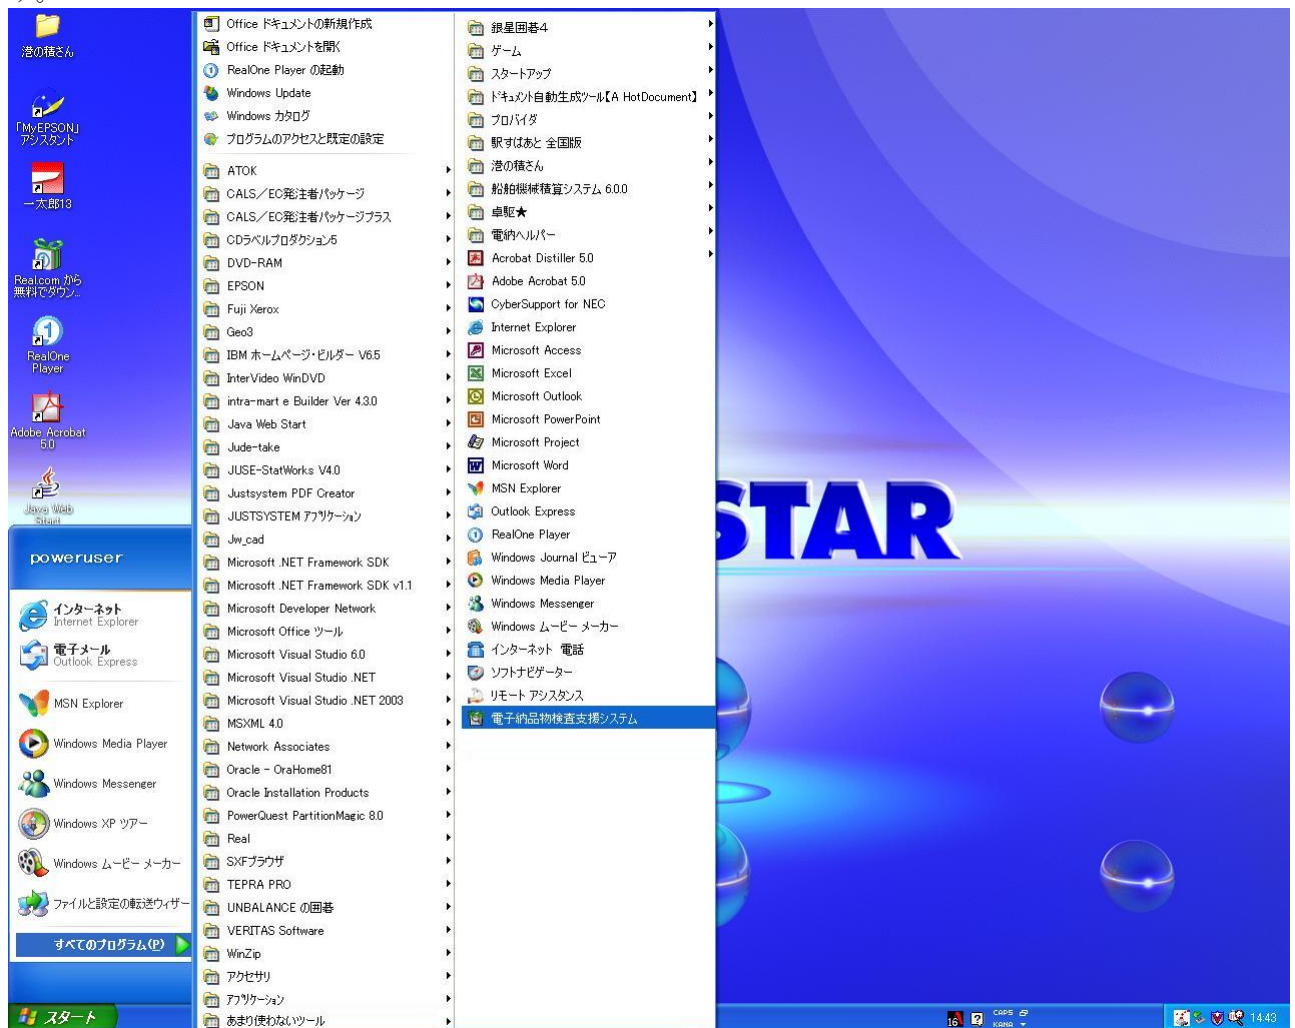 す。
港の積さん
「MyEPSON」
アシスタント
一太郎13
Real.com から
無料でダウン...
RealOne
Player
Adobe Acrobat
5.0
Java Web
Start
poweruser
インターネット
Internet Explorer
電子メール
Outlook Express
MSN Explorer
Windows Media Player
Windows Messenger
Windows XP ツアー
Windows ムービー メーカー
ファイルと設定の転送ウィザー
すべてのプログラム(P)
スタート
Office ドキュメントの新規作成
Office ドキュメントを開く
RealOne Player の起動
Windows Update
Windows カタログ
プログラムのアクセスと既定の設定
ATOK
CALS／EC発注者パッケージ
CALS／EC発注者パッケージプラス
CDラベルプロダクション5
DVD-RAM
EPSON
Fuji Xerox
Geo3
IBM ホームページ・ビルダー V6.5
InterVideo WinDVD
intra-mart e Builder Ver 4.3.0
Java Web Start
Jude-take
JUSE-StatWorks V4.0
Justsystem PDF Creator
JUSTSYSTEM アプリケーション
Jw_cad
Microsoft .NET Framework SDK
Microsoft .NET Framework SDK v1.1
Microsoft Developer Network
Microsoft Office ツール
Microsoft Visual Studio 6.0
Microsoft Visual Studio .NET
Microsoft Visual Studio .NET 2003
MSXML 4.0
Network Associates
Oracle - OraHome81
Oracle Installation Products
PowerQuest PartitionMagic 8.0
Real
SXFブラウザ
TEPRA PRO
UNBALANCE の囲碁
VERITAS Software
WinZip
アクセサリ
アプリケーション
あまり使わないツール
銀星囲碁4
ゲーム
スタートアップ
ドキュメント自動生成ツール【A HotDocument】
プロバイダ
駅すぱあと 全国版
港の積さん
船舶機械積算システム 6.0.0
卓駆★
電納ヘルパー
Acrobat Distiller 5.0
Adobe Acrobat 5.0
CyberSupport for NEC
Internet Explorer
Microsoft Access
Microsoft Excel
Microsoft Outlook
Microsoft PowerPoint
Microsoft Project
Microsoft Word
MSN Explorer
Outlook Express
RealOne Player
Windows Journal ビューア
Windows Media Player
Windows Messenger
Windows ムービー メーカー
インターネット 電話
ソフトナビゲーター
リモート アシスタンス
電子納品物検査支援システム
STAR
16
CAPS
KANA
14:43